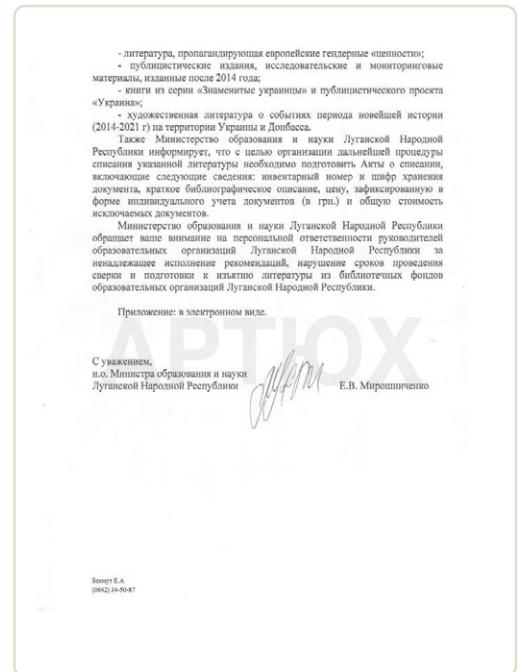 - литература, пропагандирующая европейские гендерные «ценности»;
- публицистические издания, исследовательские и мониторинговые
материалы, изданные после 2014 года;
- книги из серии «Знаменитые украинцы» и публицистического проекта
«Украина»;
- художественная литература о событиях периода новейшей истории
(2014-2021 г) на территории Украины и Донбасса.
Также Министерство образования и науки Луганской Народной
Республики информирует, что с целью организации дальнейшей процедуры
списания указанной литературы необходимо подготовить Акты о списании,
включающие следующие сведения: инвентарный номер и шифр хранения
документа, краткое библиографическое описание, цену, зафиксированную в
форме индивидуального учета документов (в грн.) и общую стоимость
исключаемых документов.
Министерство образования и науки Луганской Народной Республики
обращает ваше внимание на персональной ответственности руководителей
образовательных организаций Луганской Народной Республики за
ненадлежащее исполнение рекомендаций, нарушение сроков проведения
сверки и подготовки к изъятию литературы из библиотечных фондов
образовательных организаций Луганской Народной Республики.
Приложение: в электронном виде.
АРТЮХ
С уважением,
и.о. Министра образования и науки
Луганской Народной Республики Е.В. Мирошниченко
Бехмут Е.А
(0642) 34-50-87